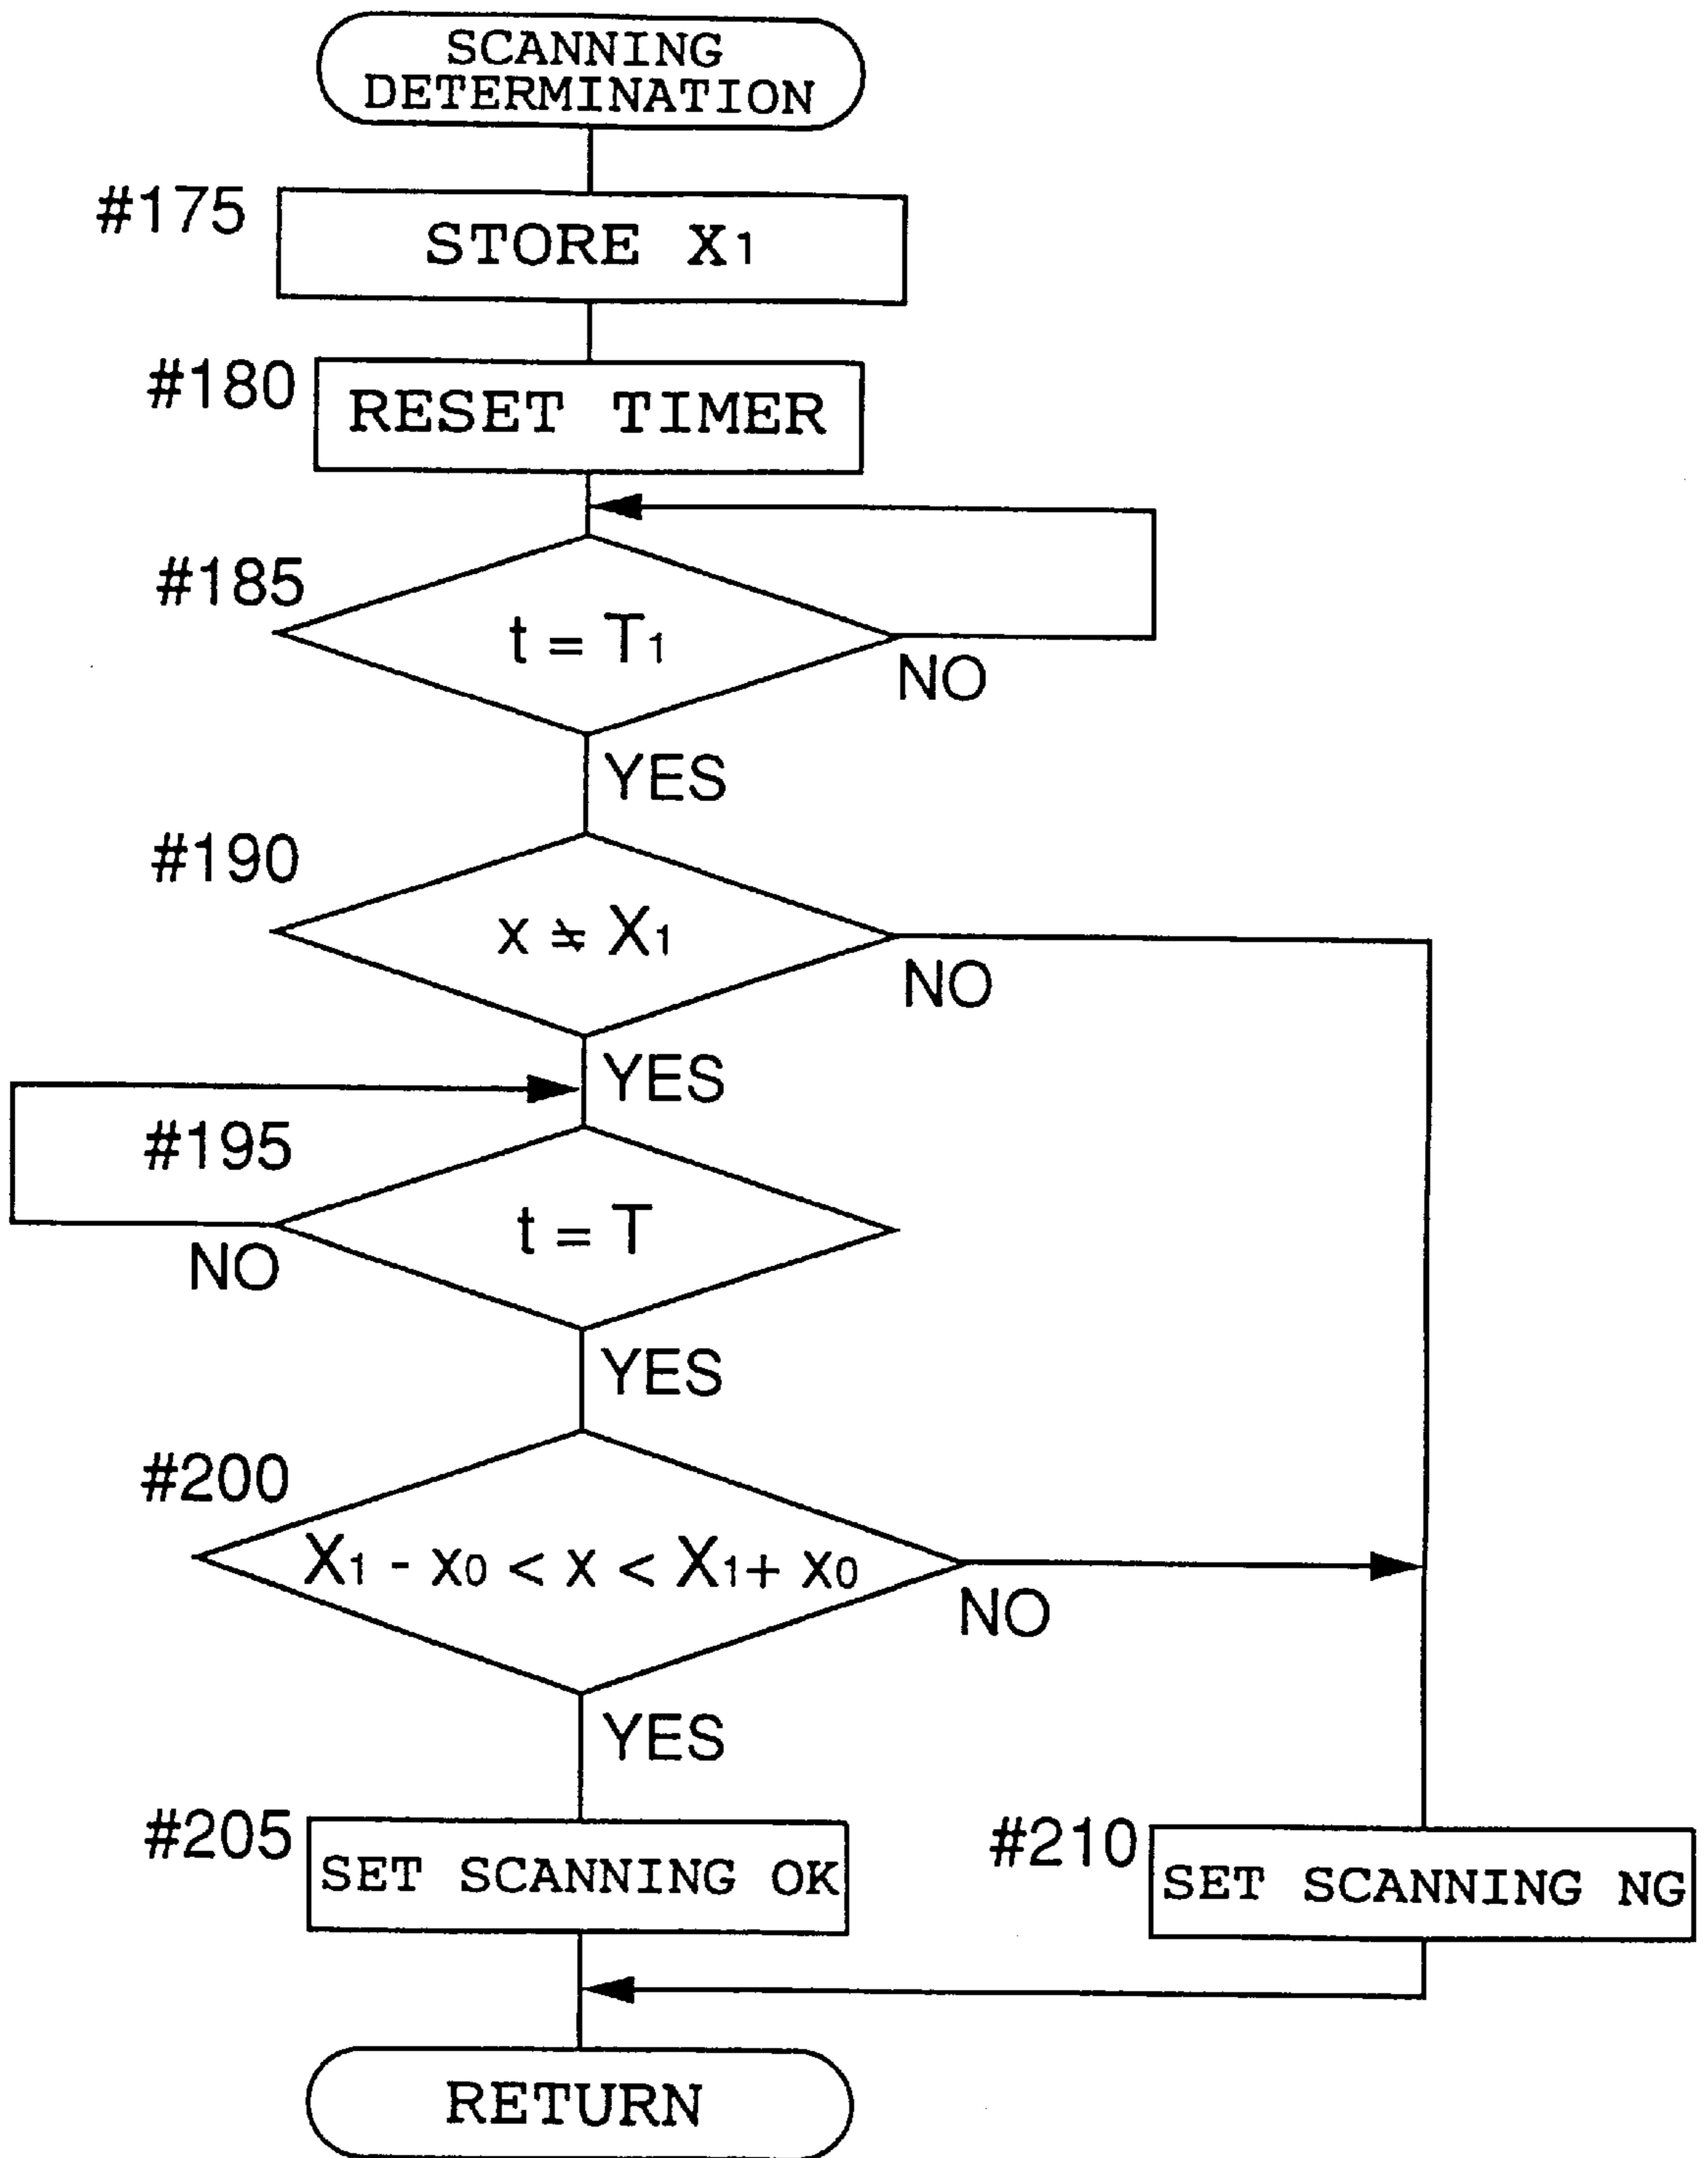 SCANNING
DETERMINATION
#175
STORE X1
#180
RESET TIMER
#185
t = T1
NO
YES
#190
x ≠ X1
NO
YES
#195
t = T
NO
YES
#200
X1 - x0 < x < X1+ x0
NO
YES
#205
SET SCANNING OK
#210
SET SCANNING NG
RETURN